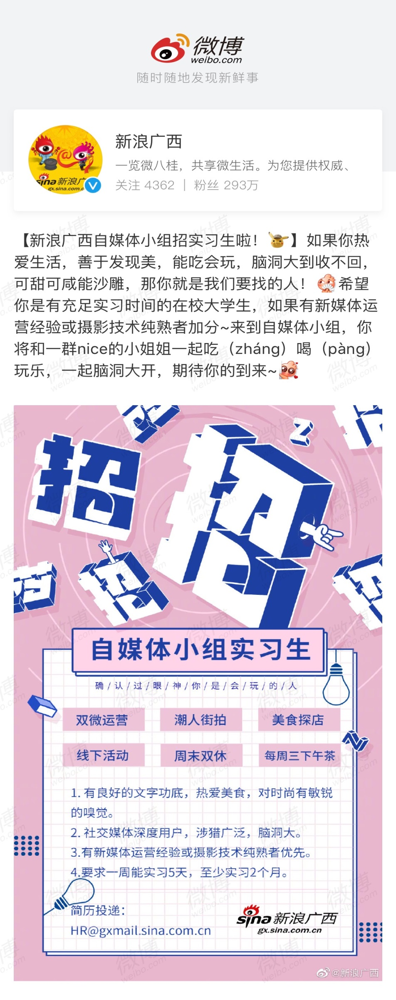 微博
weibo.com
随时随地发现新鲜事
新浪广西
一览微八桂，共享微生活。为您提供权威、
关注 4362 | 粉丝 293万
sina新浪广
gx.sina.com.c
【新浪广西自媒体小组招实习生啦！】如果你热
爱生活，善于发现美，能吃会玩，脑洞大到收不回，
可甜可咸能沙雕，那你就是我们要找的人！希望
你是有充足实习时间的在校大学生，如果有新媒体运
营经验或摄影技术纯熟者加分~来到自媒体小组，你
将和一群nice的小姐姐一起吃（zháng）喝（pàng）
玩乐，一起脑洞大开，期待你的到来~
招
招
招
自媒体小组实习生
确/认/过/眼/神/你/是/会/玩/的/人
双微运营 潮人街拍 美食探店
线下活动 周末双休 每周三下午茶
1. 有良好的文字功底，热爱美食，对时尚有敏锐
的嗅觉。
2. 社交媒体深度用户，涉猎广泛，脑洞大。
3.有新媒体运营经验或摄影技术纯熟者优先。
4.要求一周能实习5天，至少实习2个月。
简历投递：
HR@gxmail.sina.com.cn
sina新浪广西
gx.sina.com.cn
@新浪广西